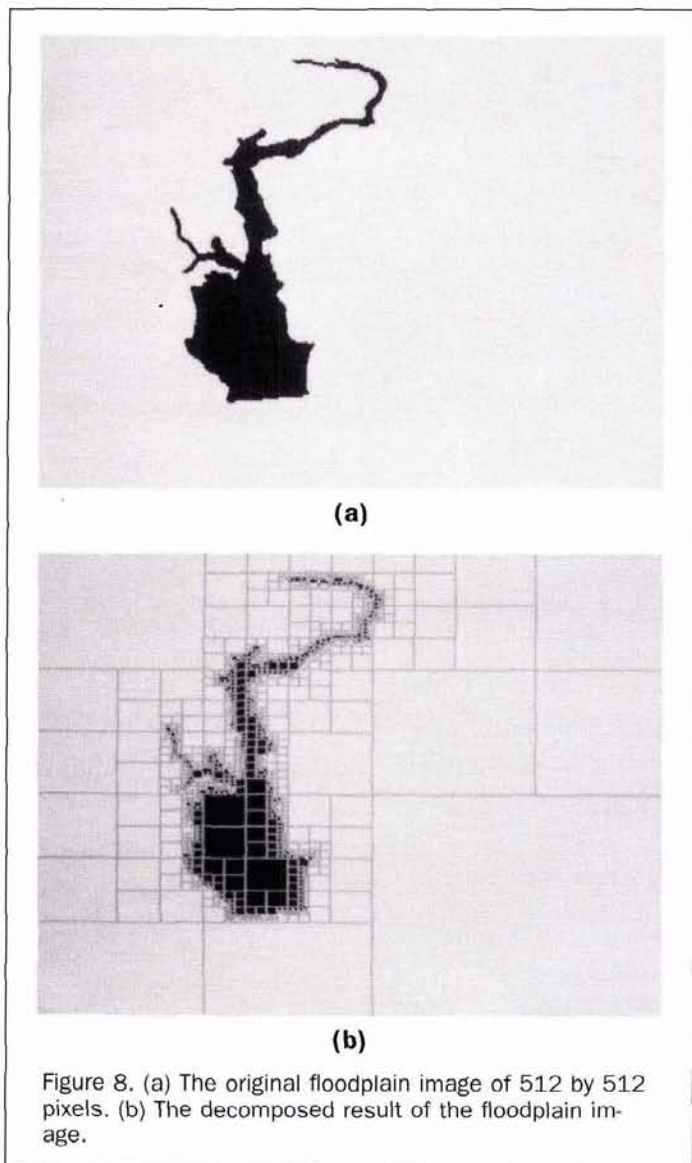 (a)
(b)
Figure 8. (a) The original floodplain image of 512 by 512
pixels. (b) The decomposed result of the floodplain im-
age.